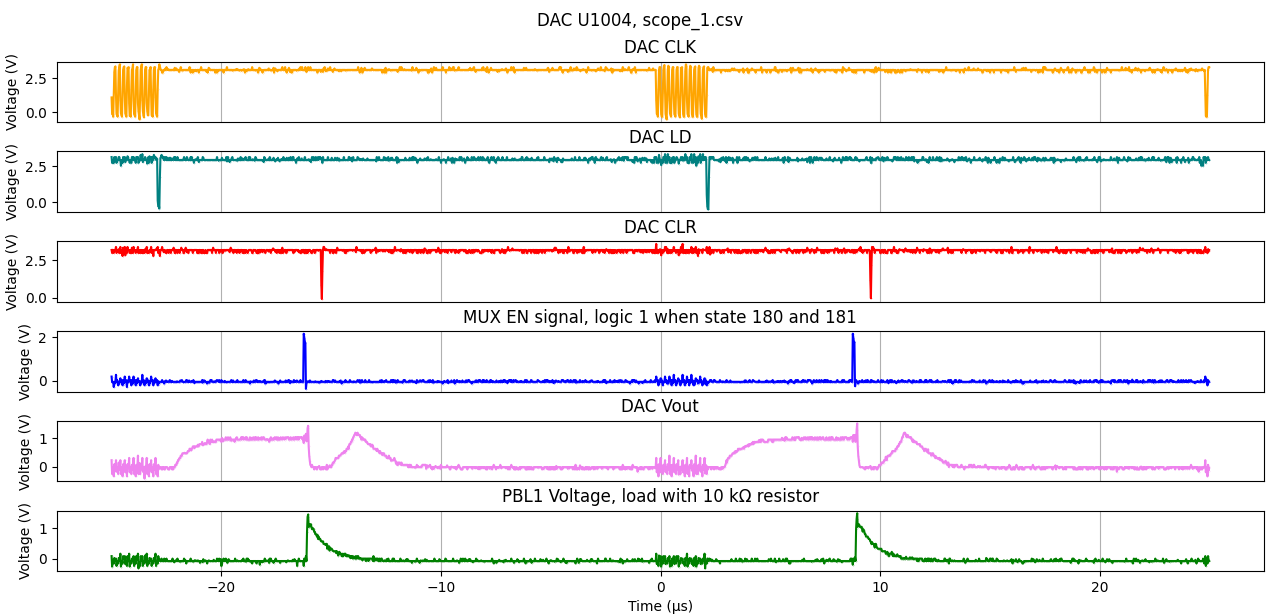 DAC U1004, scope_1.csv
DAC CLK
Voltage (V)
2.5
0.0
DAC LD
Voltage (V)
2.5
0.0
DAC CLR
Voltage (V)
2.5
0.0
MUX EN signal, logic 1 when state 180 and 181
Voltage (V)
2
0
DAC Vout
Voltage (V)
1
0
PBL1 Voltage, load with 10 kΩ resistor
Voltage (V)
1
0
−20 −10 0 10 20
Time (μs)